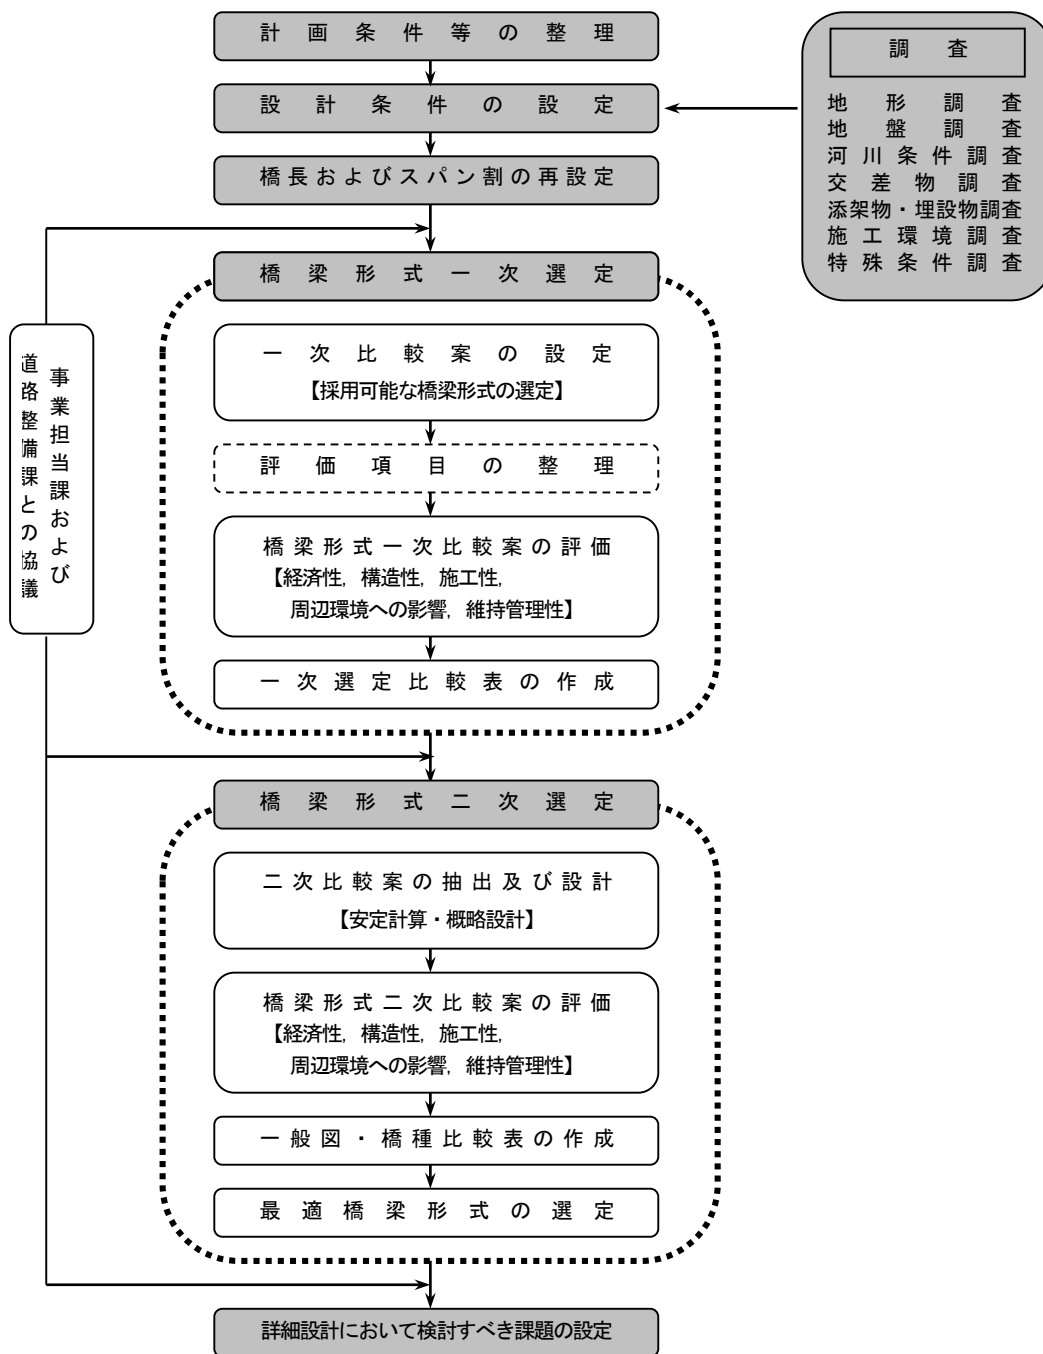 計画条件等の整理
設計条件の設定
橋長およびスパン割の再設定
調査
地形調査
地盤調査
河川条件調査
交差物調査
添架物・埋設物調査
施工環境調査
特殊条件調査
橋梁形式一次選定
一次比較案の設定
【採用可能な橋梁形式の選定】
評価項目の整理
橋梁形式一次比較案の評価
【経済性，構造性，施工性，
周辺環境への影響，維持管理性】
一次選定比較表の作成
事業担当課および
道路整備課との協議
橋梁形式二次選定
二次比較案の抽出及び設計
【安定計算・概略設計】
橋梁形式二次比較案の評価
【経済性，構造性，施工性，
周辺環境への影響，維持管理性】
一般図・橋種比較表の作成
最適橋梁形式の選定
詳細設計において検討すべき課題の設定